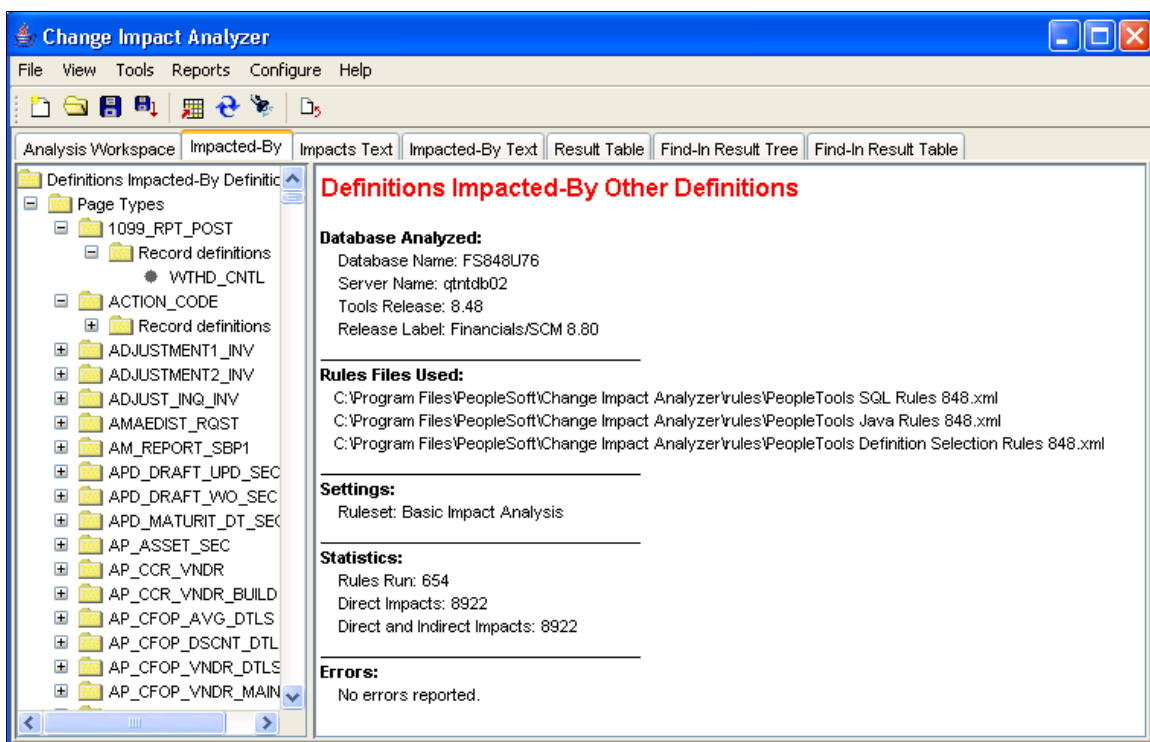 Change Impact Analyzer
File View Tools Reports Configure Help
Analysis Workspace Impacted-By Impacts Text Impacted-By Text Result Table Find-In Result Tree Find-In Result Table
Definitions Impacted-By Definitic
Page Types
1099_RPT_POST
Record definitions
WTHD_CNTL
ACTION_CODE
Record definitions
ADJUSTMENT1_INV
ADJUSTMENT2_INV
ADJUST_INQ_INV
AMAEDIST_RQST
AM_REPORT_SBP1
APD_DRAFT_UPD_SEC
APD_DRAFT_WO_SEC
APD_MATURIT_DT_SEC
AP_ASSET_SEC
AP_CCR_VNDR
AP_CCR_VNDR_BUILD
AP_CFOP_AVG_DTLS
AP_CFOP_DSCNT_DTL
AP_CFOP_VNDR_DTLS
AP_CFOP_VNDR_MAIN
Definitions Impacted-By Other Definitions
Database Analyzed:
Database Name: FS848U76
Server Name: qtntdb02
Tools Release: 8.48
Release Label: Financials/SCM 8.80
Rules Files Used:
C:\Program Files\PeopleSoft\Change Impact Analyzer\rules\PeopleTools SQL Rules 848.xml
C:\Program Files\PeopleSoft\Change Impact Analyzer\rules\PeopleTools Java Rules 848.xml
C:\Program Files\PeopleSoft\Change Impact Analyzer\rules\PeopleTools Definition Selection Rules 848.xml
Settings:
Ruleset: Basic Impact Analysis
Statistics:
Rules Run: 654
Direct Impacts: 8922
Direct and Indirect Impacts: 8922
Errors:
No errors reported.